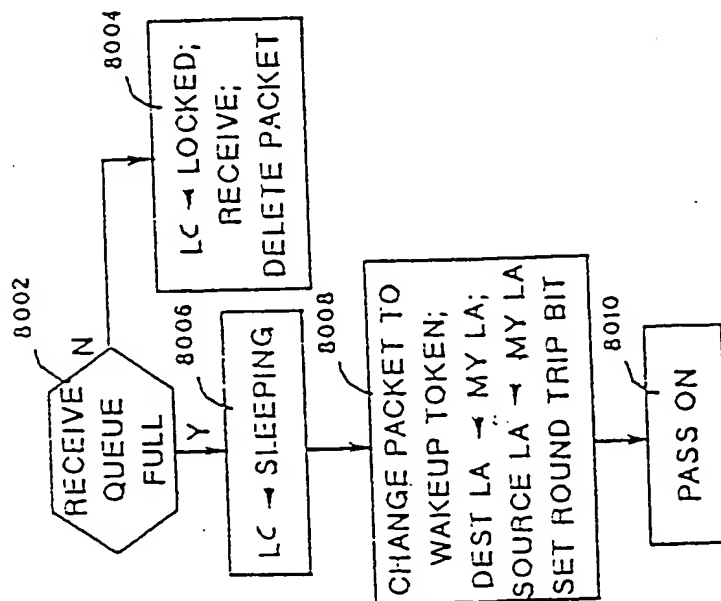 8002
RECEIVE
QUEUE
FULL
N
Y
8004
LC → LOCKED;
RECEIVE;
DELETE PACKET
8006
LC → SLEEPING
8008
CHANGE PACKET TO
WAKEUP TOKEN;
DEST LA → MY LA;
SOURCE LA → MY LA
SET ROUND TRIP BIT
8010
PASS ON